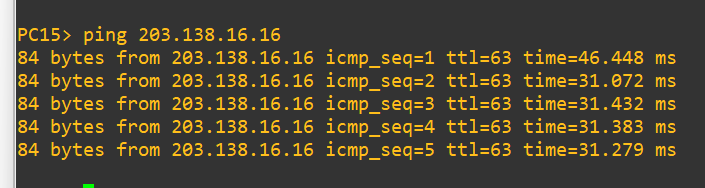 PC15> ping 203.138.16.16
84 bytes from 203.138.16.16 icmp_seq=1 ttl=63 time=46.448 ms
84 bytes from 203.138.16.16 icmp_seq=2 ttl=63 time=31.072 ms
84 bytes from 203.138.16.16 icmp_seq=3 ttl=63 time=31.432 ms
84 bytes from 203.138.16.16 icmp_seq=4 ttl=63 time=31.383 ms
84 bytes from 203.138.16.16 icmp_seq=5 ttl=63 time=31.279 ms